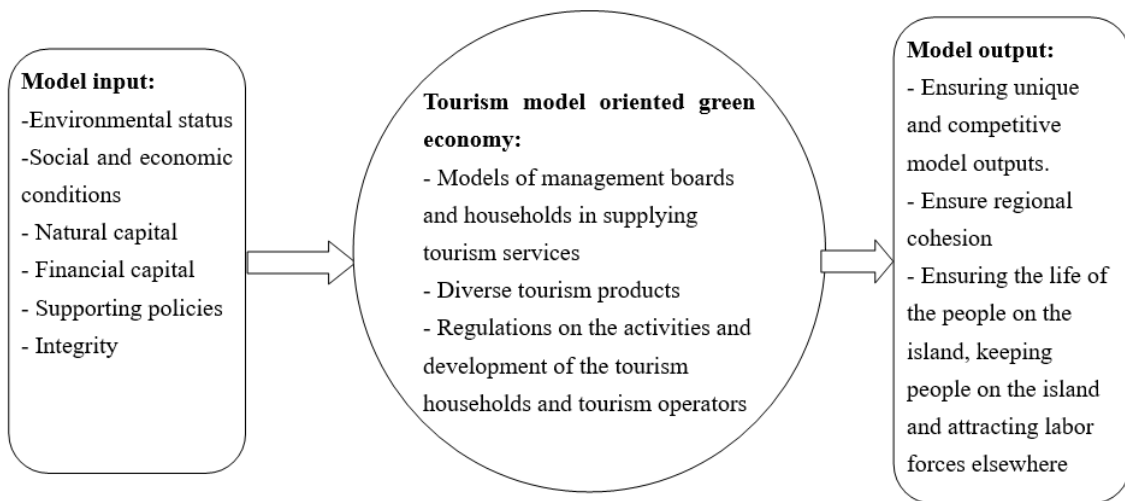 Model input:
-Environmental status
-Social and economic
conditions
- Natural capital
- Financial capital
- Supporting policies
- Integrity
Tourism model oriented green
economy:
- Models of management boards
and households in supplying
tourism services
- Diverse tourism products
- Regulations on the activities and
development of the tourism
households and tourism operators
Model output:
- Ensuring unique
and competitive
model outputs.
- Ensure regional
cohesion
- Ensuring the life of
the people on the
island, keeping
people on the island
and attracting labor
forces elsewhere